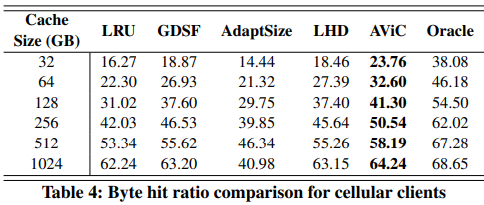 Cache Size (GB) LRU GDSF AdaptSize LHD AViC Oracle
32 16.27 18.87 14.44 18.46 23.76 38.08
64 22.30 26.93 21.32 27.39 32.60 46.18
128 31.02 37.60 29.75 37.40 41.30 54.50
256 42.03 46.53 39.85 45.64 50.54 62.02
512 53.34 55.62 46.34 55.26 58.19 67.28
1024 62.24 63.20 40.98 63.15 64.24 68.65
Table 4: Byte hit ratio comparison for cellular clients